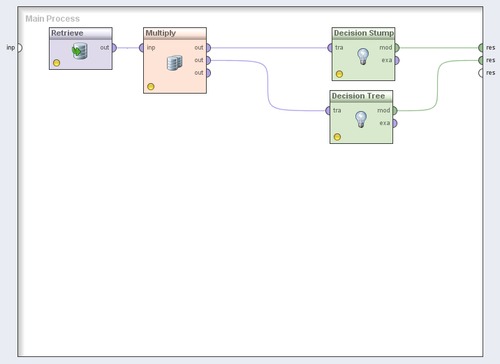 Main Process
Retrieve
Multiply
Decision Stump
inp
out
inp
out
tra
mod
res
out
exa
res
out
res
Decision Tree
tra
mod
exa